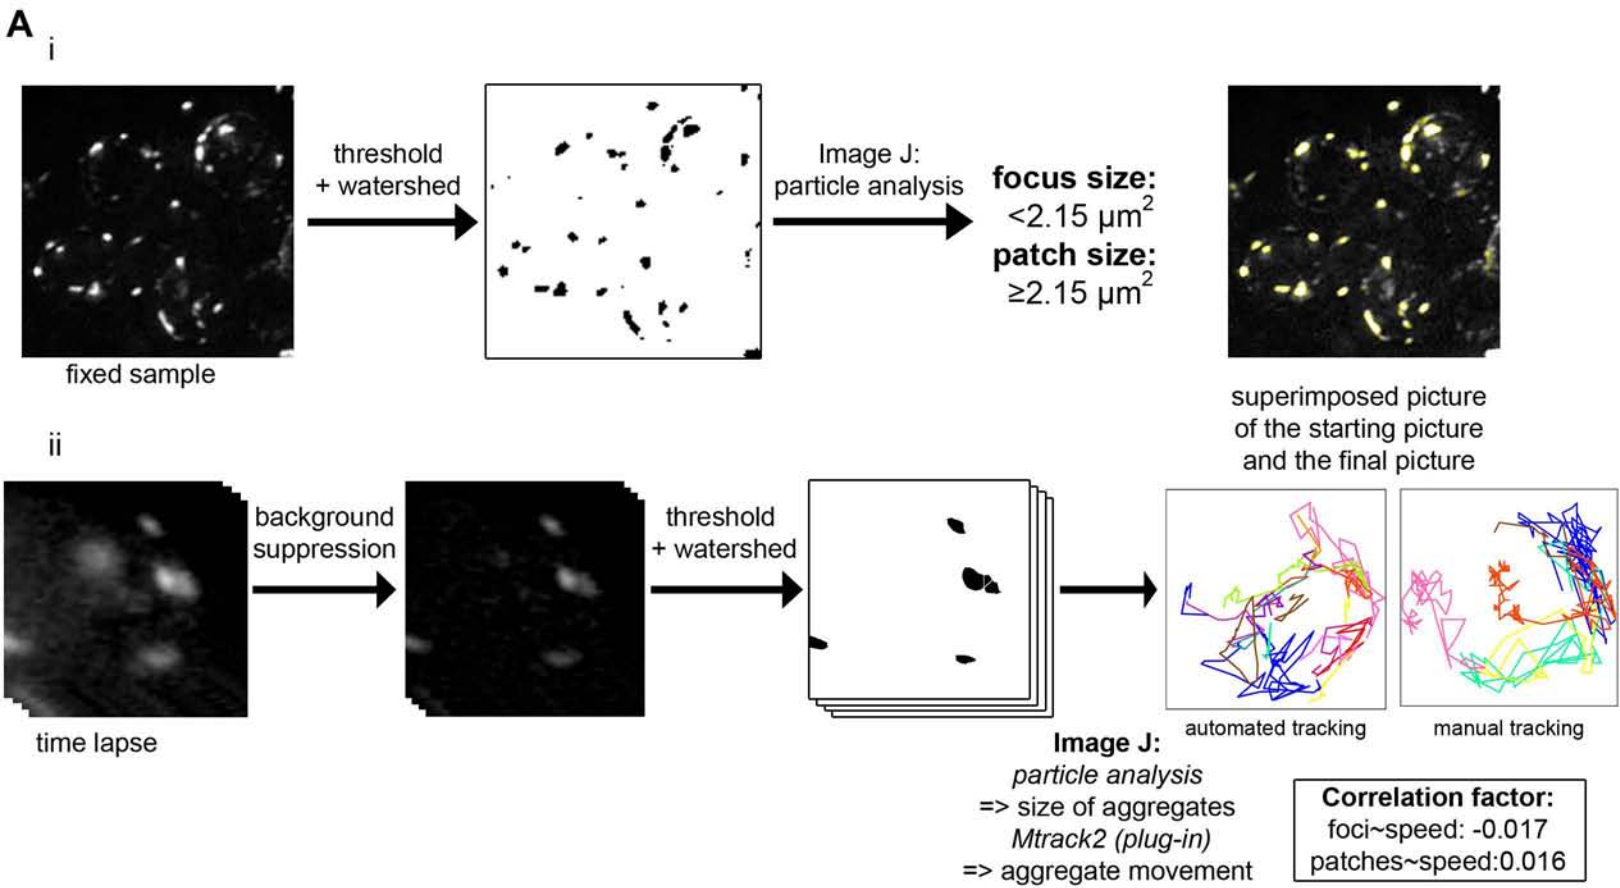 A
i
threshold
+ watershed
Image J:
particle analysis
focus size:
<2.15 µm²
patch size:
≥2.15 µm²
fixed sample
superimposed picture
of the starting picture
and the final picture
ii
background
suppression
threshold
+ watershed
time lapse
Image J:
particle analysis
=> size of aggregates
Mtrack2 (plug-in)
=> aggregate movement
automated tracking
manual tracking
Correlation factor:
foci~speed: -0.017
patches~speed:0.016